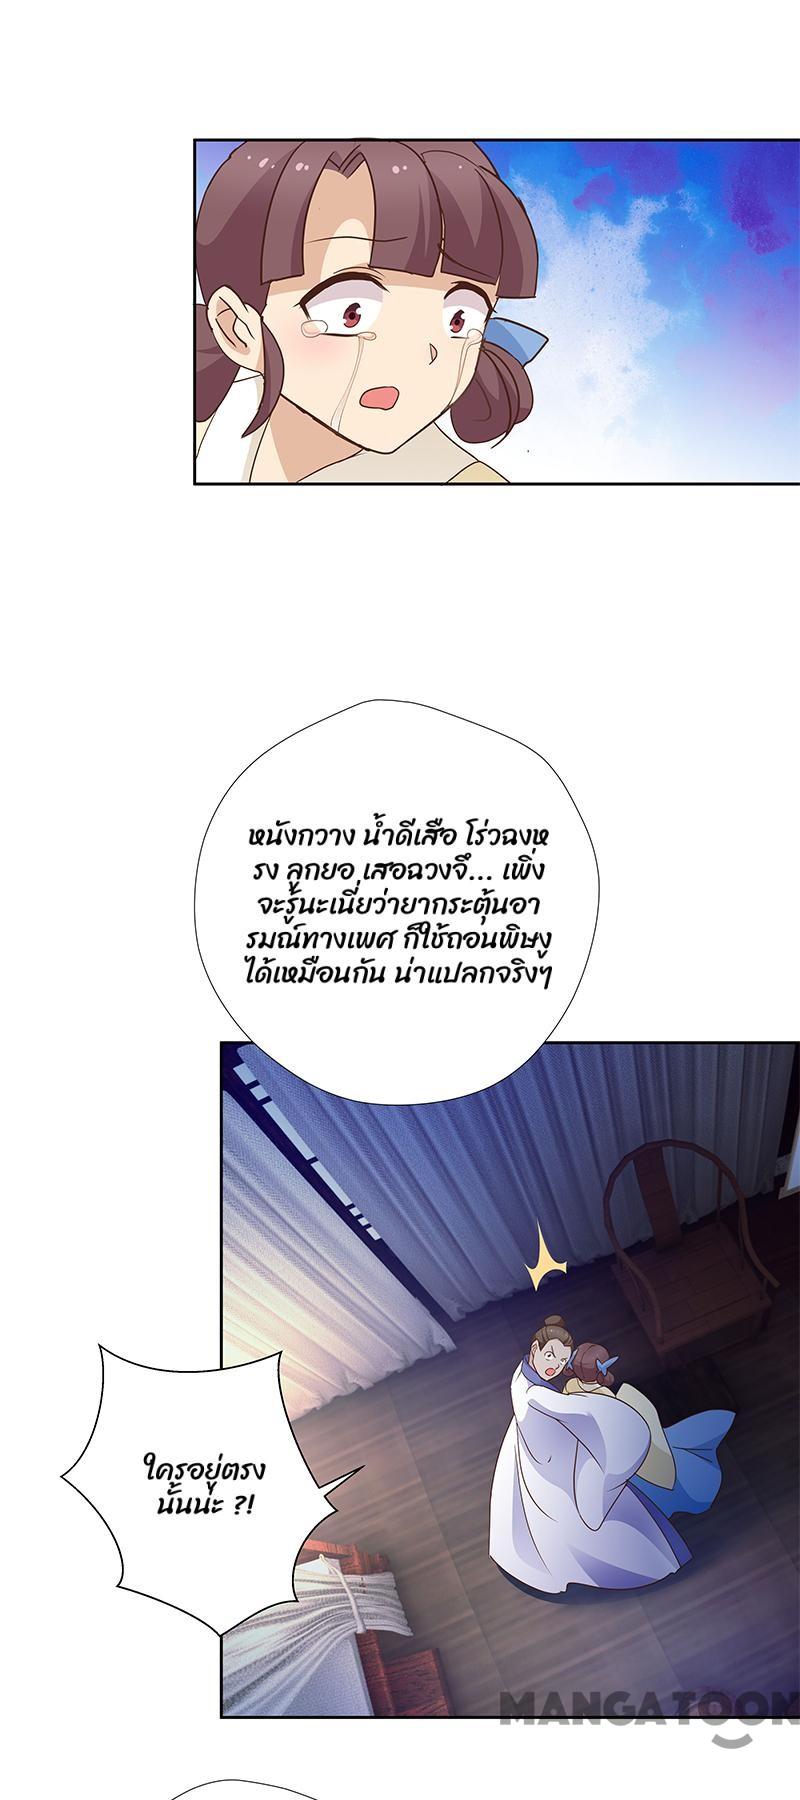 หนังกวาง น้ำดีเสือ โร่วฉงห
รง ลูกยอ เสอฉวงจึ... เพิ่ง
จะรู้นะเนี่ยว่ายากระตุ้นอา
รมณ์ทางเพศ ก็ใช้ถอนพิษงู
ได้เหมือนกัน น่าแปลกจริงๆ
ใครอยู่ตรง
นั้นน่ะ ?!
MANGATOON